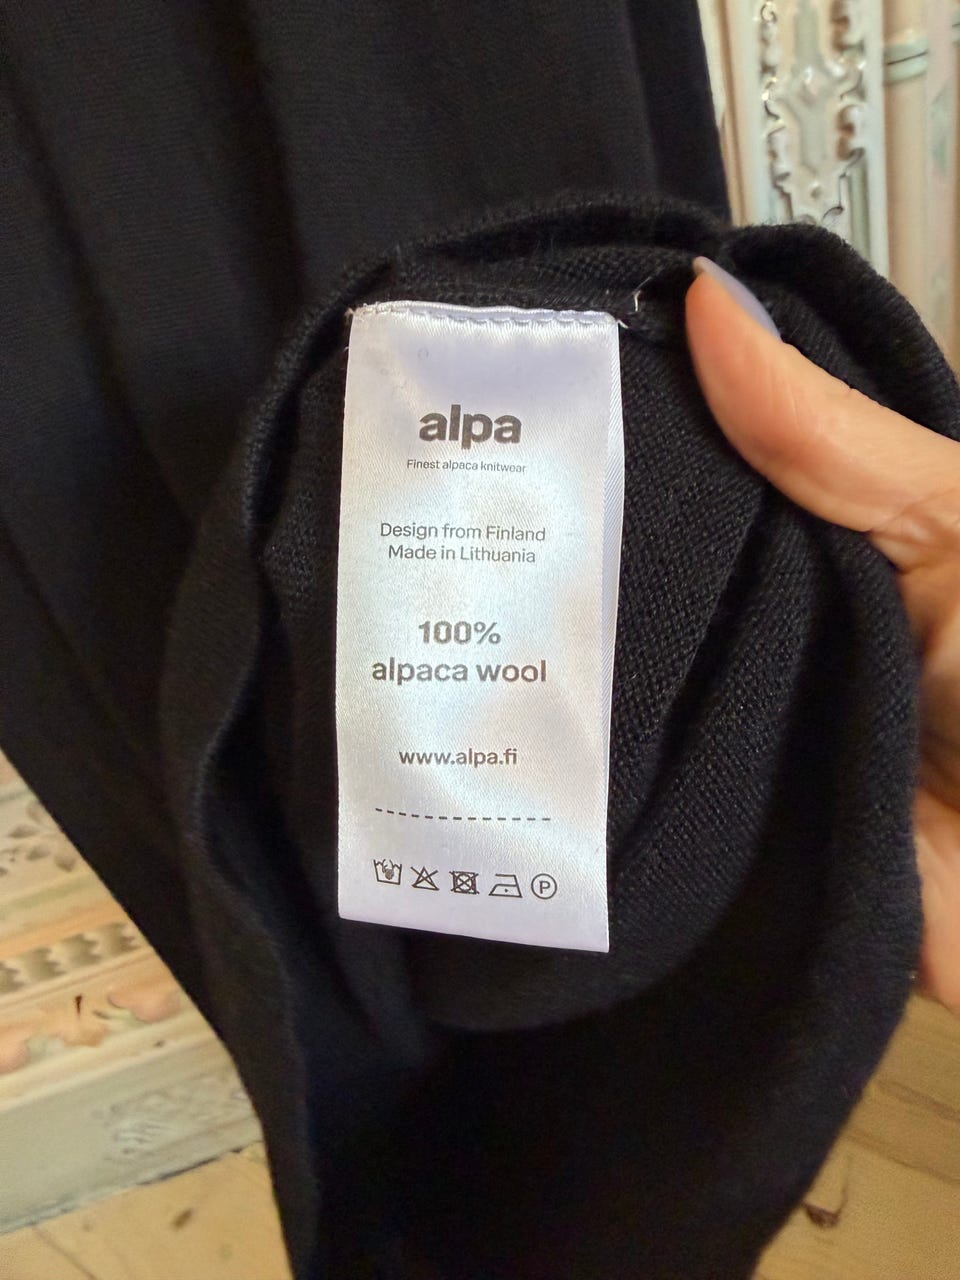 alpa
Finest alpaca knitwear
Design from Finland
Made in Lithuania
100%
alpaca wool
www.alpa.fi
P